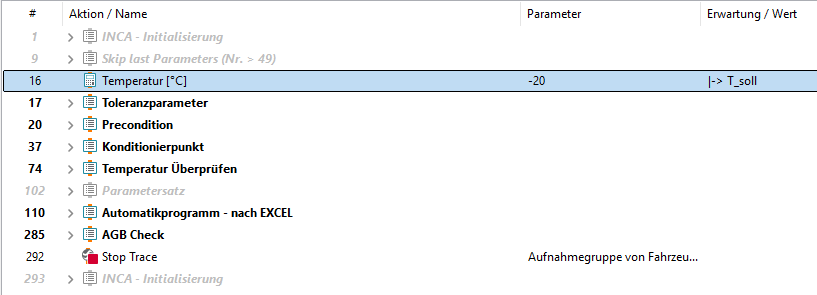 # Aktion / Name Parameter Erwartung / Wert
1 INCA - Initialisierung
9 Skip last Parameters (Nr. > 49)
16 Temperatur [°C] -20 |-> T_soll
17 Toleranzparameter
20 Precondition
37 Konditionierpunkt
74 Temperatur Überprüfen
102 Parametersatz
110 Automatikprogramm - nach EXCEL
285 AGB Check
292 Stop Trace Aufnahmegruppe von Fahrzeu...
293 INCA - Initialisierung